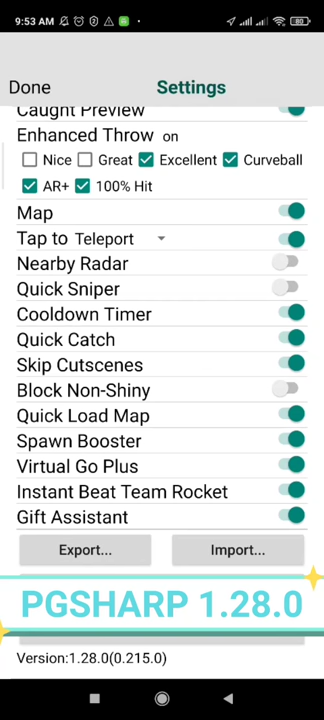 9:53 AM
80
Done
Settings
Caught Preview
Enhanced Throw on
Nice Great Excellent Curveball
AR+ 100% Hit
Map
Tap to Teleport
Nearby Radar
Quick Sniper
Cooldown Timer
Quick Catch
Skip Cutscenes
Block Non-Shiny
Quick Load Map
Spawn Booster
Virtual Go Plus
Instant Beat Team Rocket
Gift Assistant
Export... Import...
PGSHARP 1.28.0
Version:1.28.0(0.215.0)